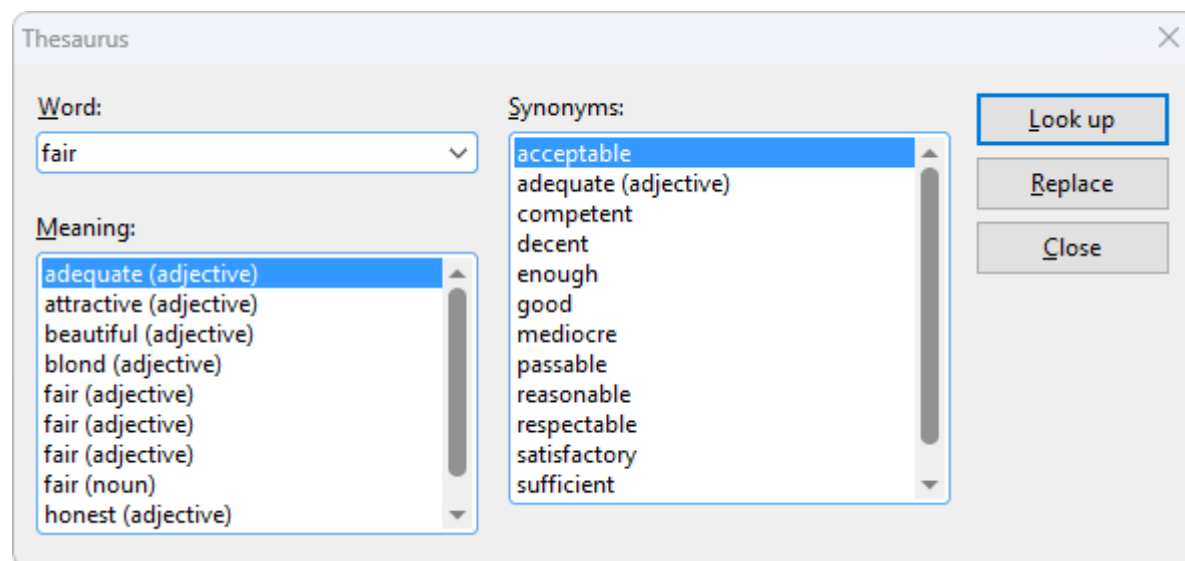 Thesaurus
Word:
fair
Meaning:
adequate (adjective)
attractive (adjective)
beautiful (adjective)
blond (adjective)
fair (adjective)
fair (adjective)
fair (adjective)
fair (noun)
honest (adjective)
Synonyms:
acceptable
adequate (adjective)
competent
decent
enough
good
mediocre
passable
reasonable
respectable
satisfactory
sufficient
Look up
Replace
Close